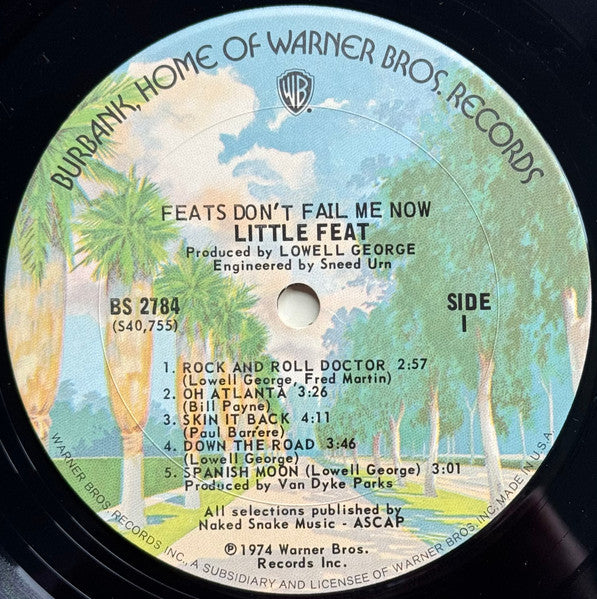 BURBANK, HOME OF WARNER BROS. RECORDS
WB
FEATS DON'T FAIL ME NOW
LITTLE FEAT
Produced by LOWELL GEORGE
Engineered by Sneed Urn
BS 2784
(S40,755)
SIDE
1
1. ROCK AND ROLL DOCTOR 2:57
(Lowell George, Fred Martin)
2. OH ATLANTA 3:26
(Bill Payne)
3. SKIN IT BACK 4:11
(Paul Barrere)
4. DOWN THE ROAD 3:46
(Lowell George)
5. SPANISH MOON (Lowell George) 3:01
Produced by Van Dyke Parks
All selections published by
Naked Snake Music - ASCAP
℗ 1974 Warner Bros.
Records Inc.
WARNER BROS. RECORDS INC., A SUBSIDIARY AND LICENSEE OF WARNER BROS. INC. MADE IN U.S.A.